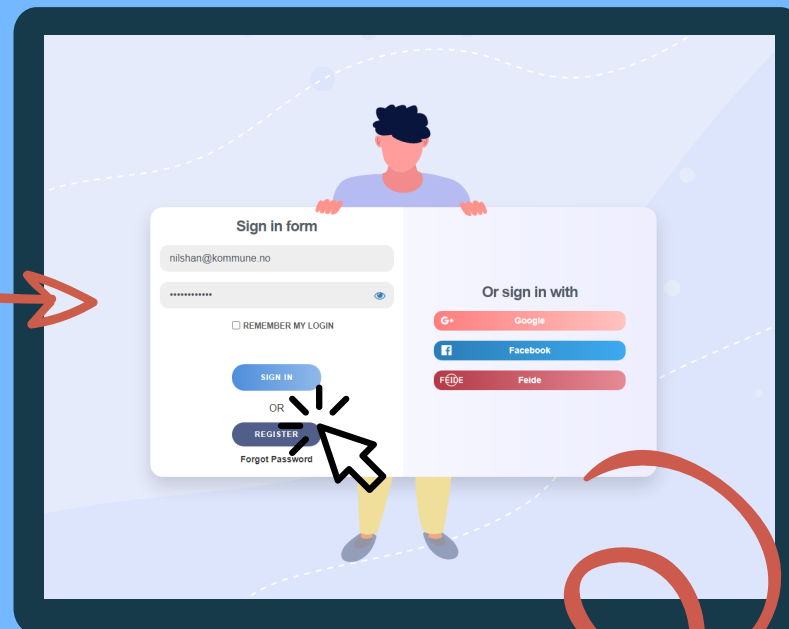 Sign in form
nilshan@kommune.no
••••••••••••
REMEMBER MY LOGIN
SIGN IN
OR
REGISTER
Forgot Password
Or sign in with
G+ Google
f Facebook
FEIDE Feide